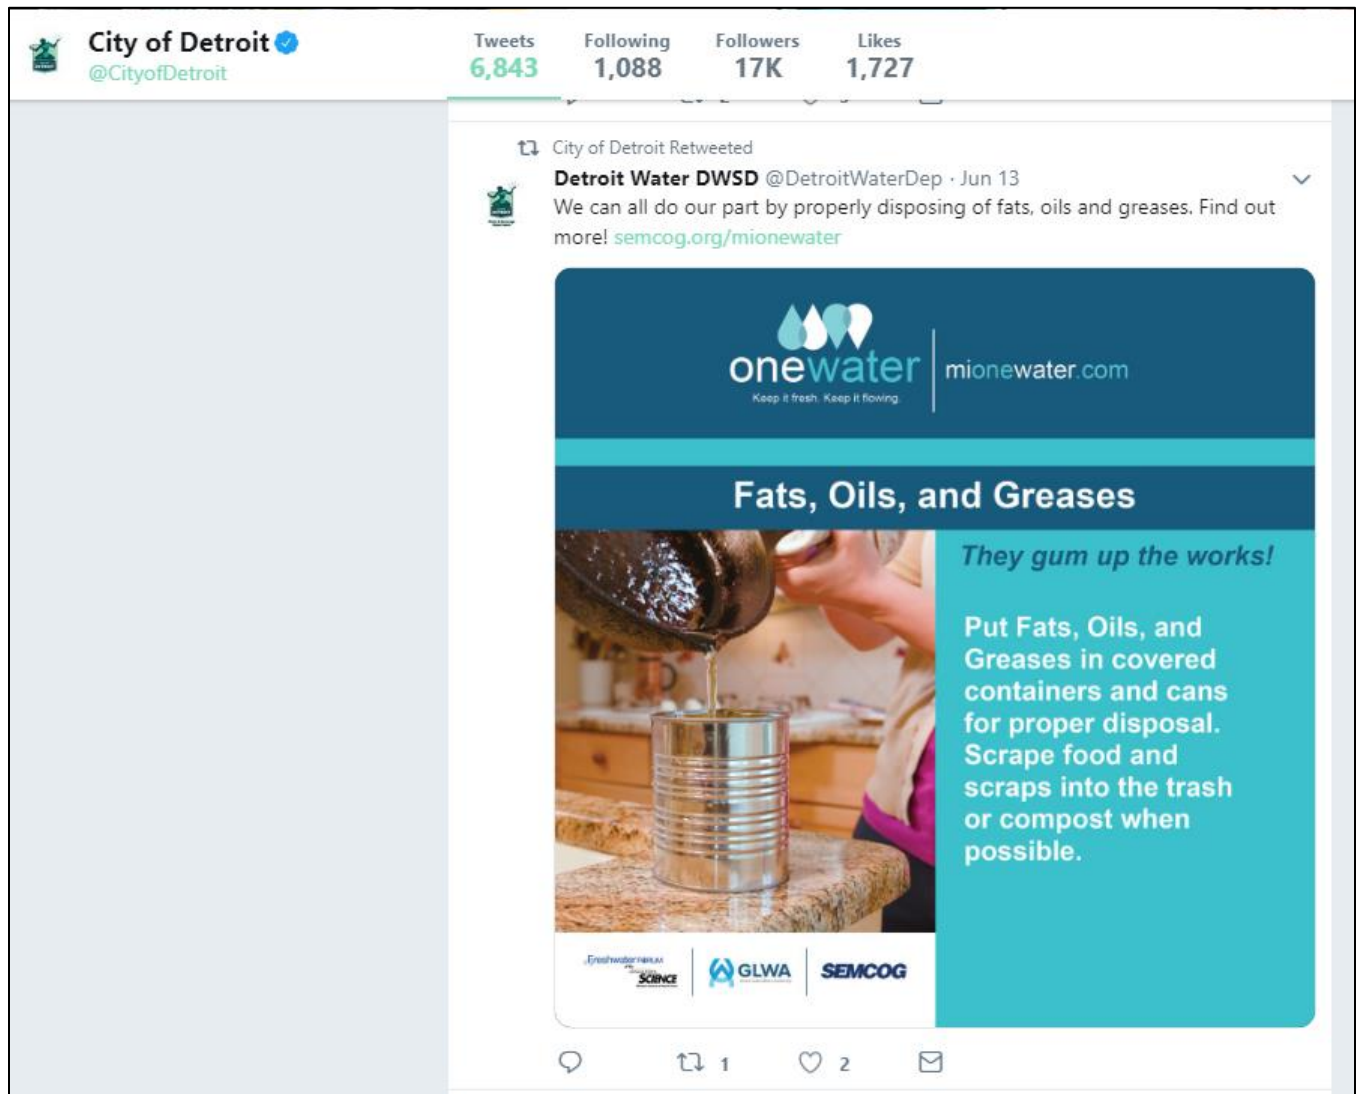 City of Detroit
@CityofDetroit
Tweets
6,843
Following
1,088
Followers
17K
Likes
1,727
City of Detroit Retweeted
Detroit Water DWSD @DetroitWaterDep · Jun 13
We can all do our part by properly disposing of fats, oils and greases. Find out
more! semcog.org/mionewater
onewater
Keep it fresh. Keep it flowing.
mionewater.com
Fats, Oils, and Greases
They gum up the works!
Put Fats, Oils, and
Greases in covered
containers and cans
for proper disposal.
Scrape food and
scraps into the trash
or compost when
possible.
Freshwater FORUM
SCIENCE
GLWA
SEMCOG
1
2